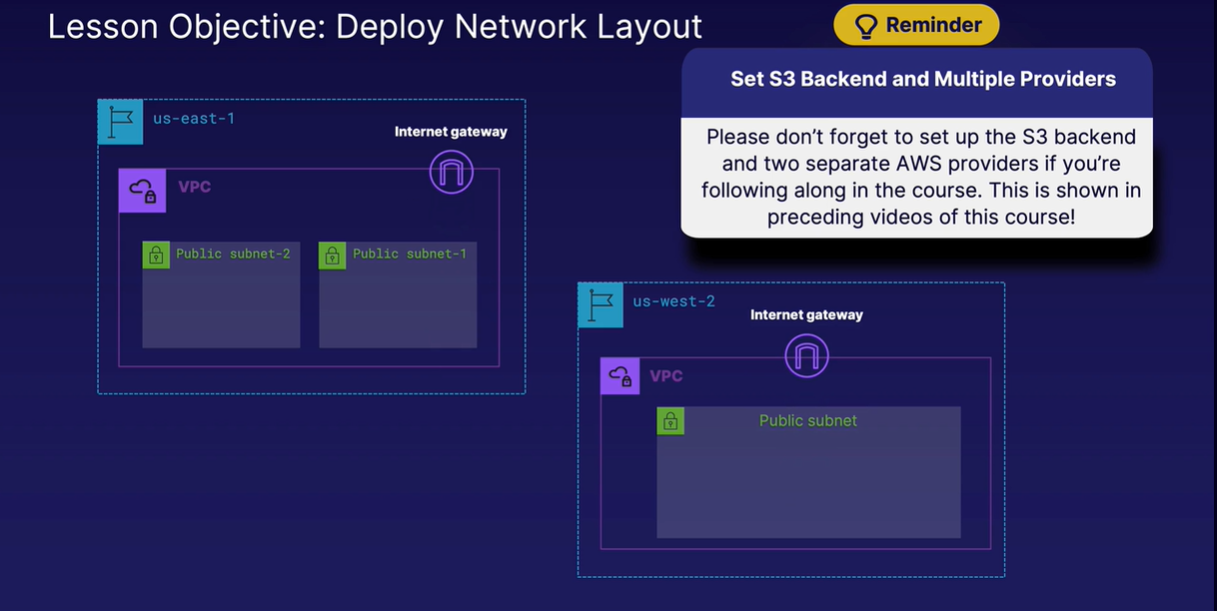 Lesson Objective: Deploy Network Layout
Reminder
Set S3 Backend and Multiple Providers
Please don’t forget to set up the S3 backend
and two separate AWS providers if you’re
following along in the course. This is shown in
preceding videos of this course!
us-east-1
Internet gateway
VPC
Public subnet-2
Public subnet-1
us-west-2
Internet gateway
VPC
Public subnet